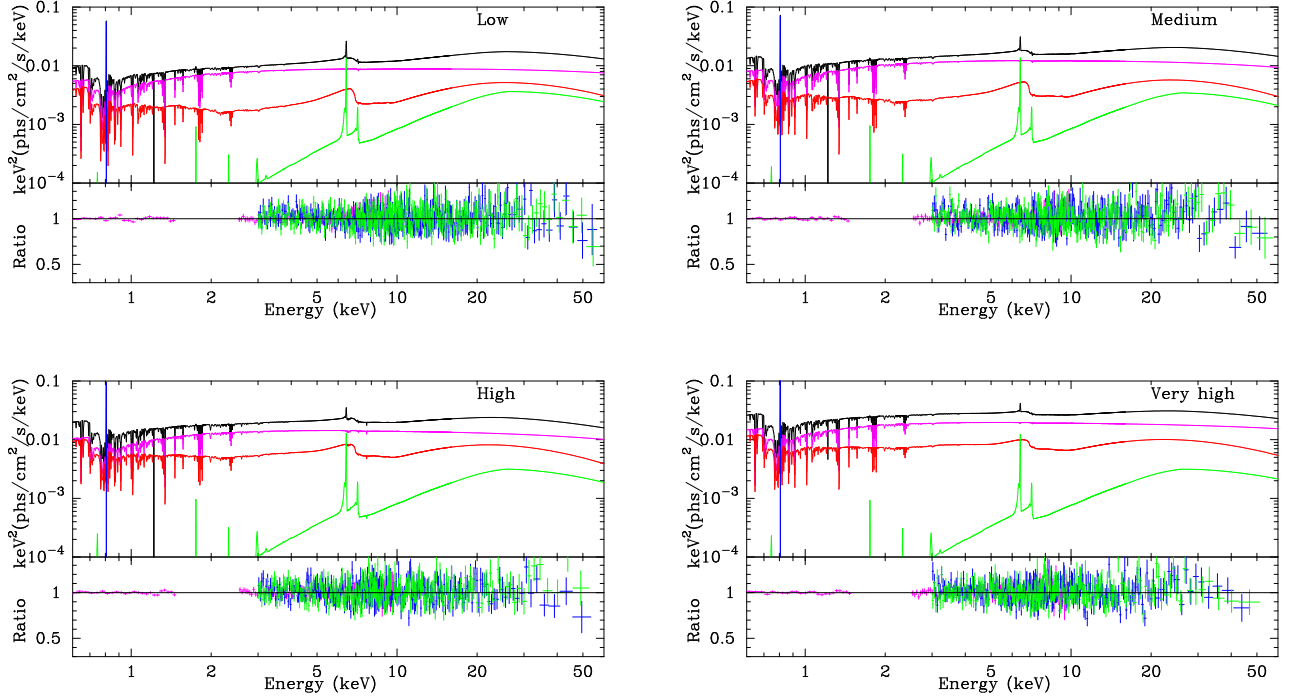 0.1
Low
0.01
10⁻³
10⁻⁴
keV²(phs/cm²/s/keV)
1
0.5
Ratio
1 2 5 10 20 50
Energy (keV)
0.1
Medium
0.01
10⁻³
10⁻⁴
keV²(phs/cm²/s/keV)
1
0.5
Ratio
1 2 5 10 20 50
Energy (keV)
0.1
High
0.01
10⁻³
10⁻⁴
keV²(phs/cm²/s/keV)
1
0.5
Ratio
1 2 5 10 20 50
Energy (keV)
0.1
Very high
0.01
10⁻³
10⁻⁴
keV²(phs/cm²/s/keV)
1
0.5
Ratio
1 2 5 10 20 50
Energy (keV)